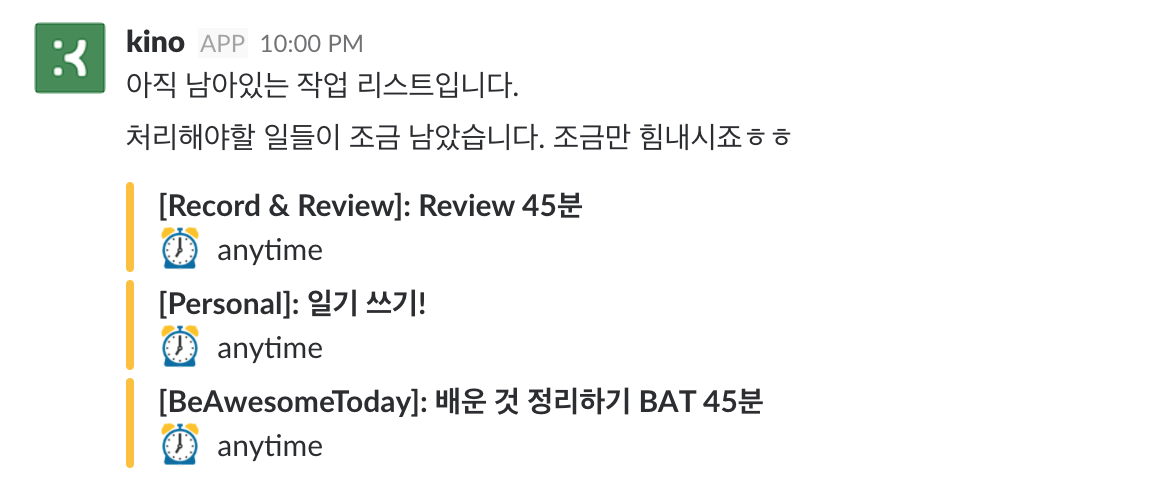 kino APP 10:00 PM
아직 남아있는 작업 리스트입니다.
처리해야할 일들이 조금 남았습니다. 조금만 힘내시죠ㅎㅎ
[Record & Review]: Review 45분
anytime
[Personal]: 일기 쓰기!
anytime
[BeAwesomeToday]: 배운 것 정리하기 BAT 45분
anytime